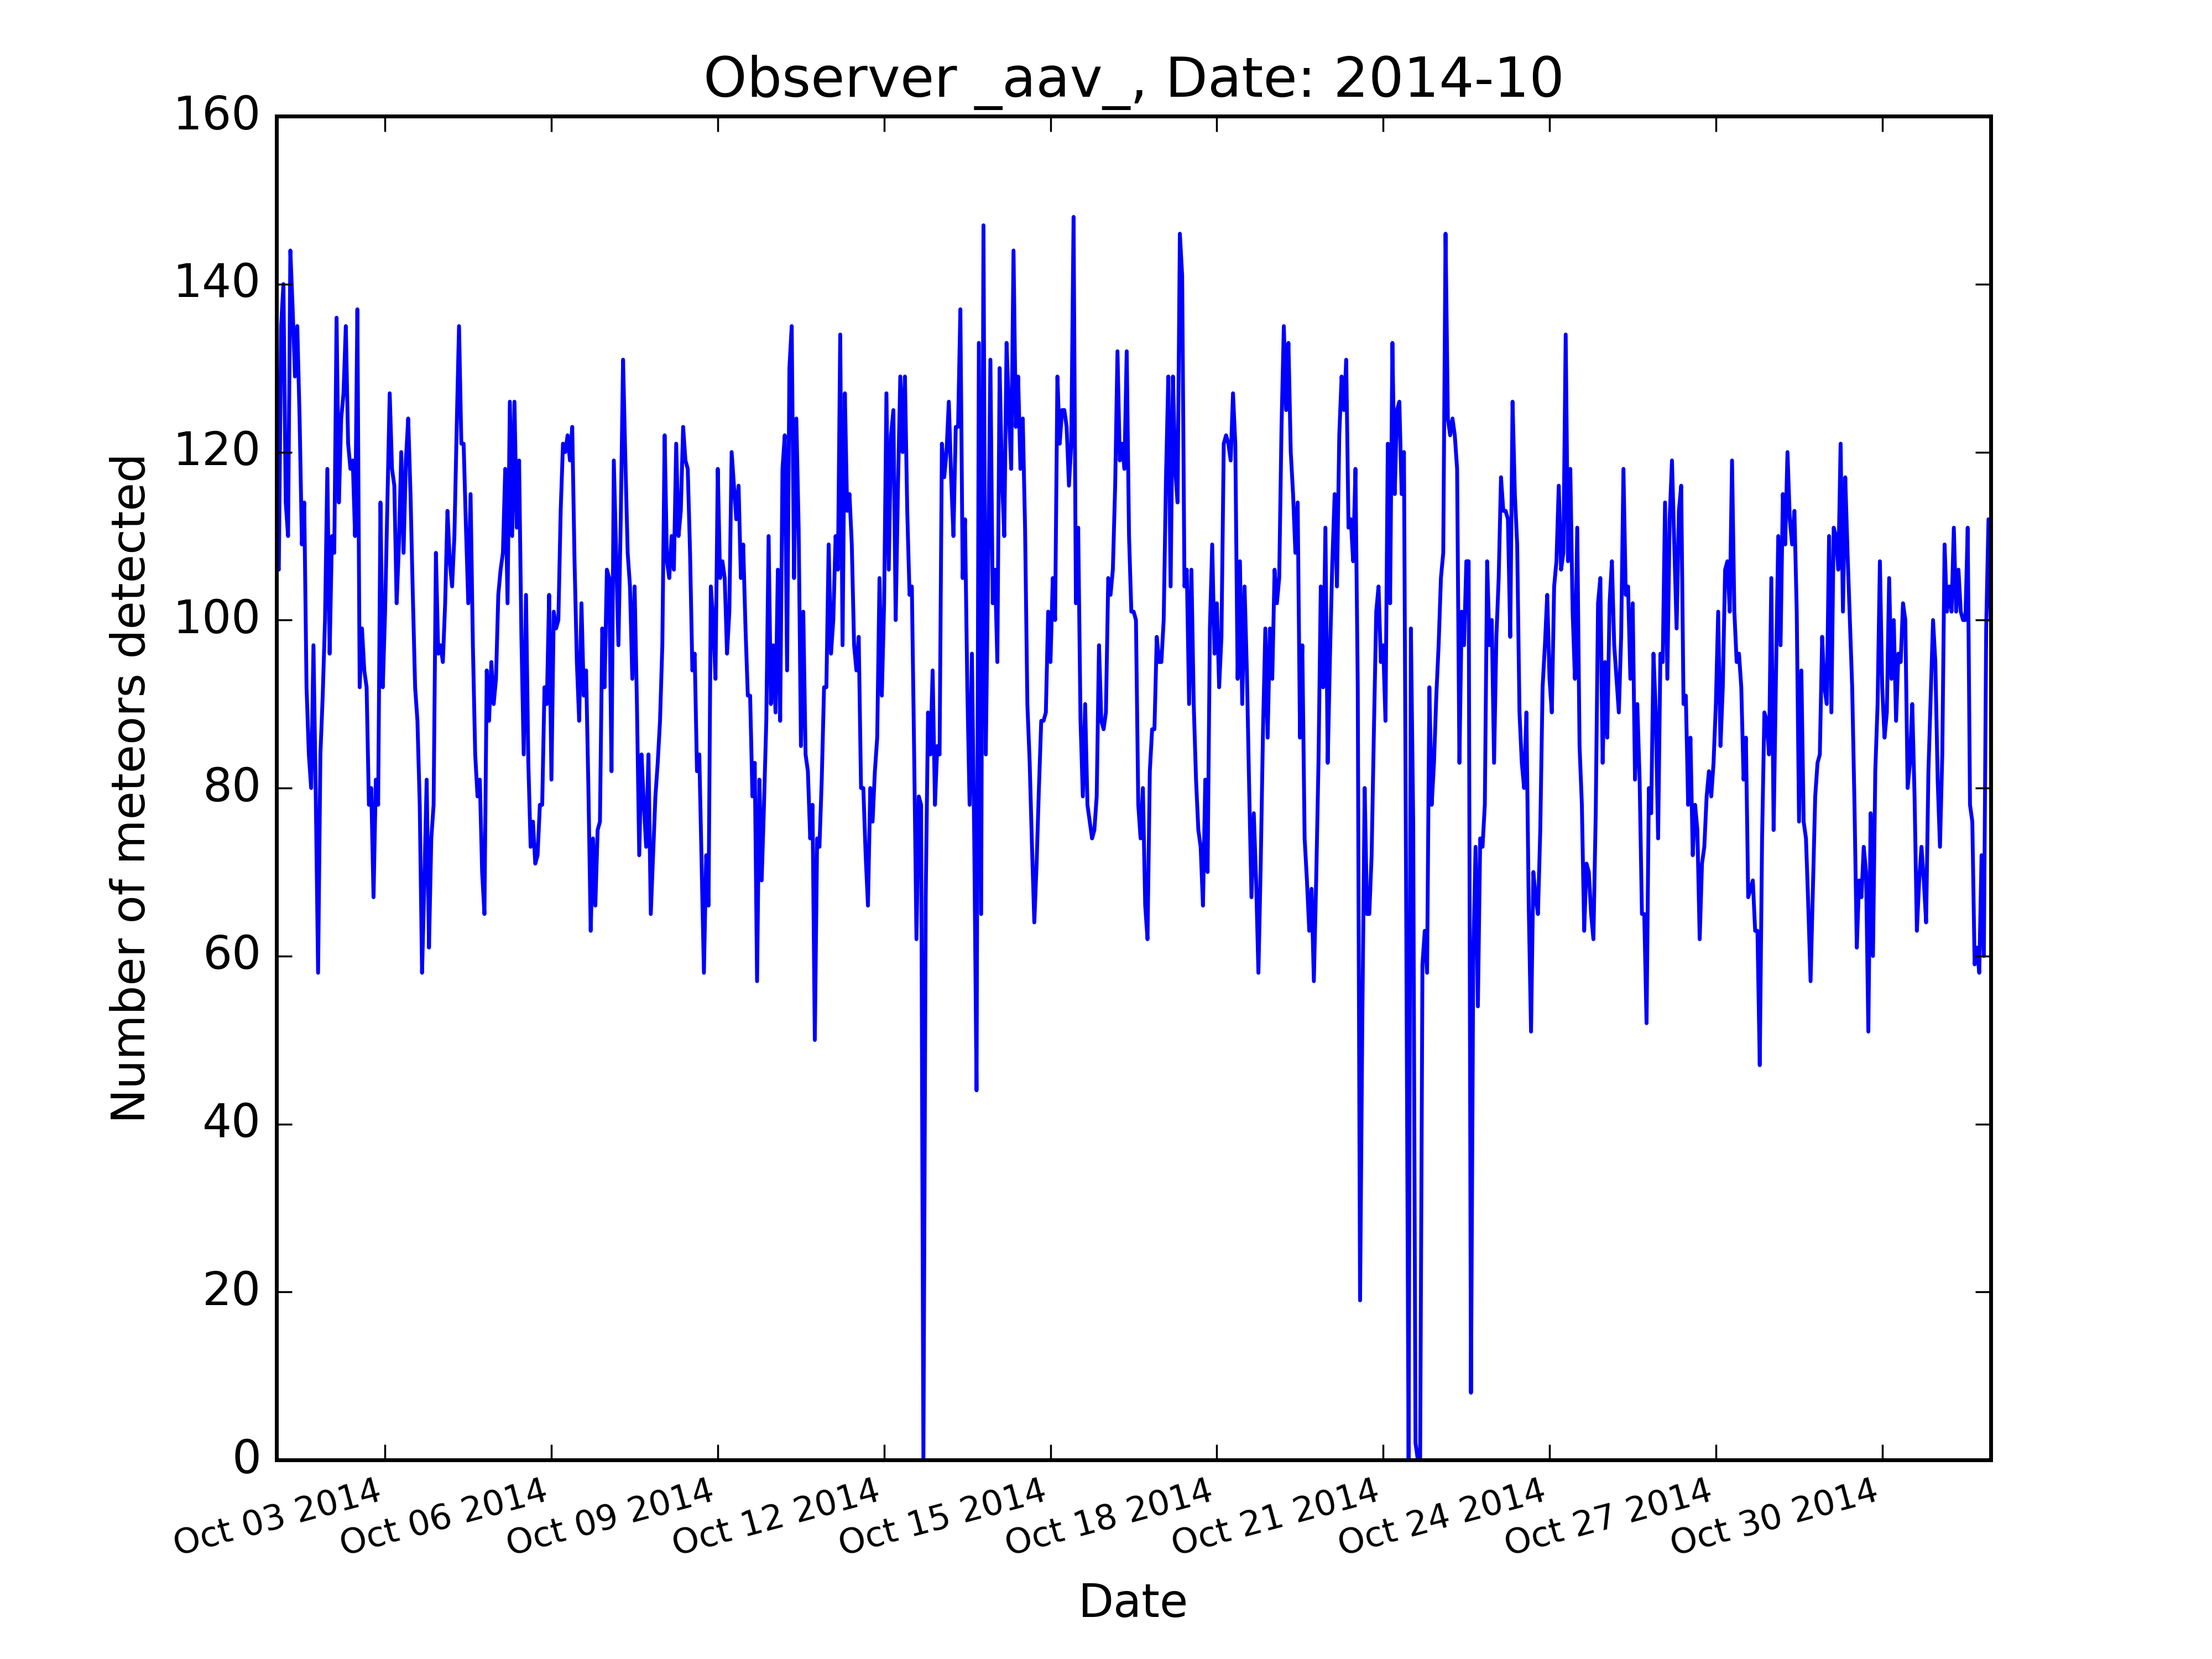 Observer _aav_, Date: 2014-10
160
140
120
100
80
60
40
20
0
Number of meteors detected
Oct 03 2014
Oct 06 2014
Oct 09 2014
Oct 12 2014
Oct 15 2014
Oct 18 2014
Oct 21 2014
Oct 24 2014
Oct 27 2014
Oct 30 2014
Date